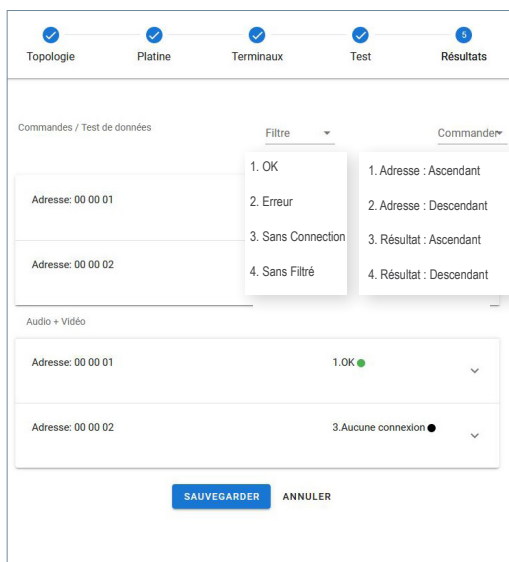 5
Topologie Platine Terminaux Test Résultats
Commandes / Test de données Filtre Commander
1. OK 1. Adresse : Ascendant
Adresse: 00 00 01 2. Erreur 2. Adresse : Descendant
3. Sans Connection 3. Résultat : Ascendant
Adresse: 00 00 02 4. Sans Filtré 4. Résultat : Descendant
Audio + Vidéo
Adresse: 00 00 01 1.OK
Adresse: 00 00 02 3.Aucune connexion
SAUVEGARDER ANNULER